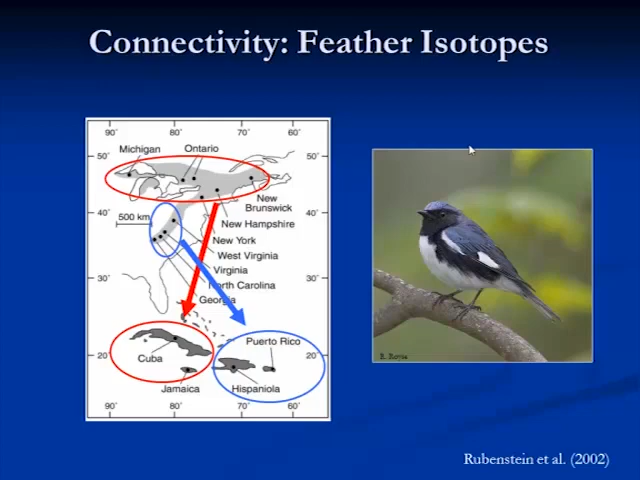 Connectivity: Feather Isotopes
90° 80° 70° 60°
Michigan Ontario
50° 50°
New
Brunswick
40° 40°
500 km
New Hampshire
New York
West Virginia
Virginia
30° 30°
North Carolina
Georgia
Puerto Rico
20° 20°
Cuba
Jamaica Hispaniola
90° 80° 70° 60°
R. Royse
Rubenstein et al. (2002)